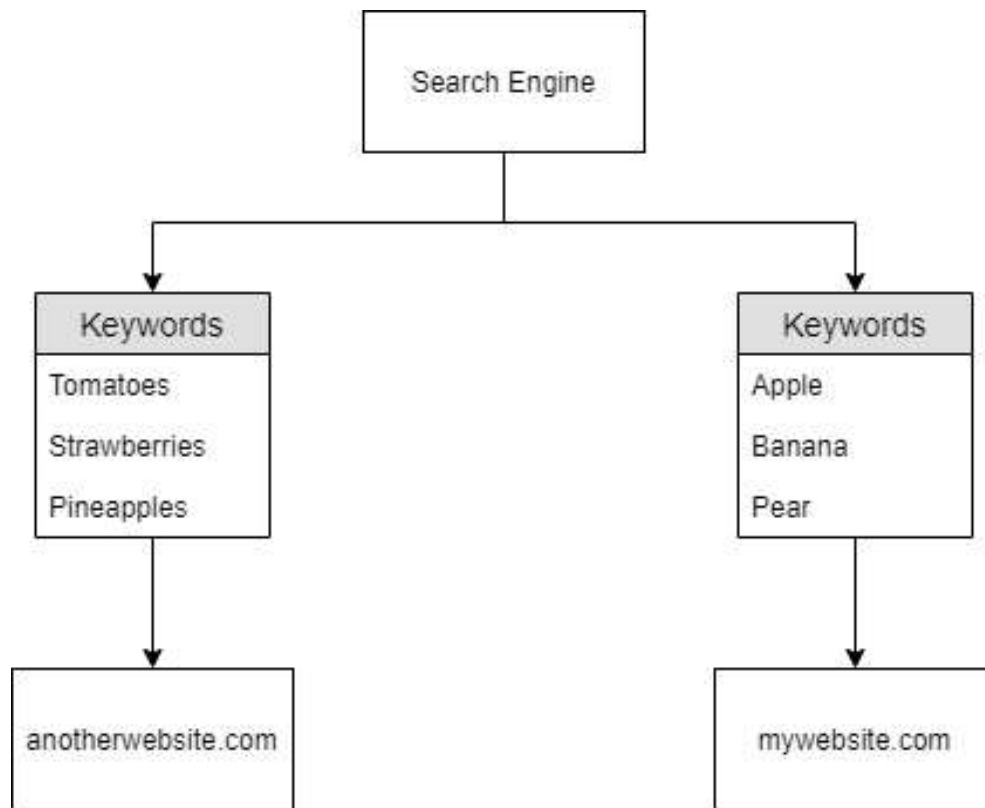 Search Engine
Keywords
Tomatoes
Strawberries
Pineapples
anotherwebsite.com
Keywords
Apple
Banana
Pear
mywebsite.com